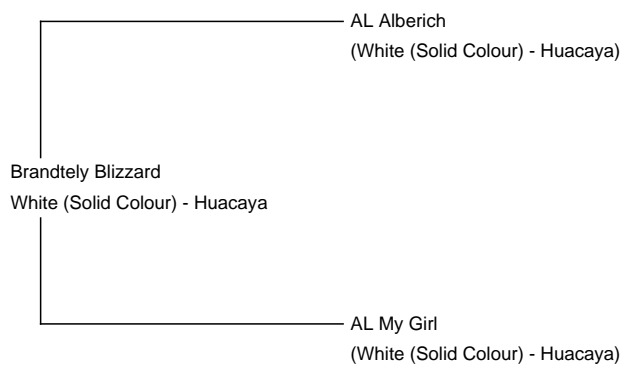 AL Alberich
(White (Solid Colour) - Huacaya)
Brandtely Blizzard
White (Solid Colour) - Huacaya
AL My Girl
(White (Solid Colour) - Huacaya)